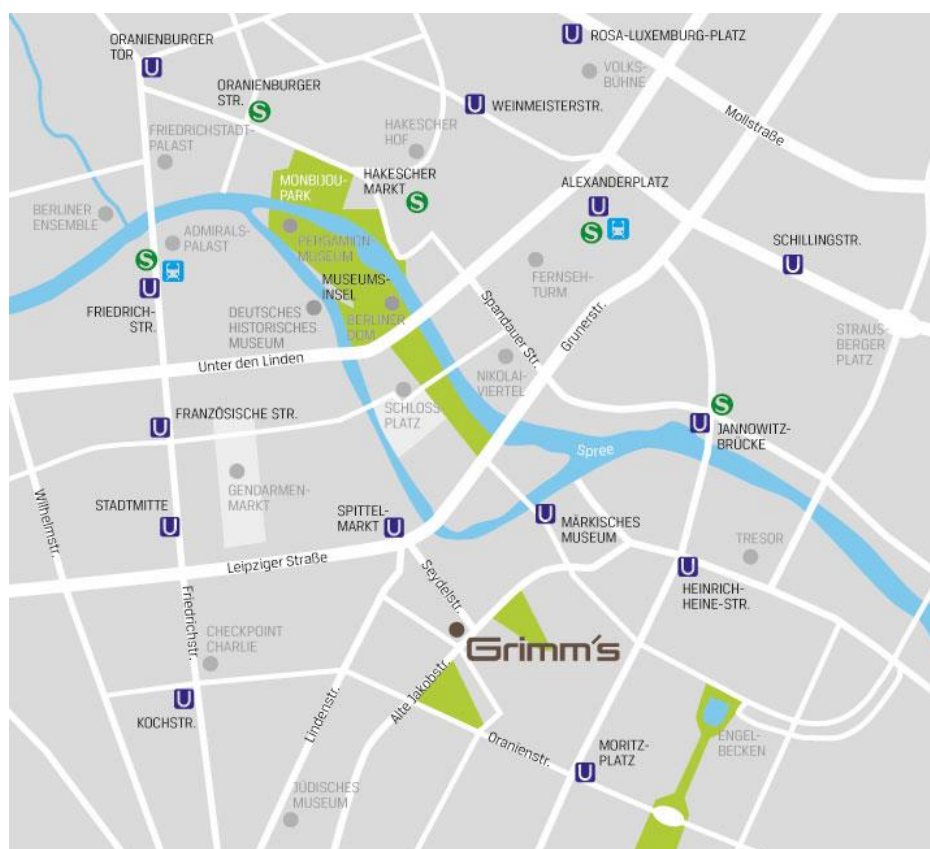 ORANIENBURGER
TOR
U
ROSA-LUXEMBURG-PLATZ
U
VOLKS-
BÜHNE
ORANIENBURGER
STR.
S
WEINMEISTERSTR.
U
Mollstraße
FRIEDRICHSTADT-
PALAST
HAKESCHER
HOF
MONBIJOU-
PARK
HAKESCHER
MARKT
S
ALEXANDERPLATZ
U
S
BERLINER
ENSEMBLE
ADMIRALS-
PALAST
PERGAMON
MUSEUM
SCHILLINGSTR.
U
S
U
FRIEDRICH-
STR.
MUSEUMS-
INSEL
FERNSEH-
TURM
DEUTSCHES
HISTORISCHES
MUSEUM
BERLINER
DOM
Spandauer Str.
Grunerstr.
STRAUS-
BERGER
PLATZ
Unter den Linden
NIKOLAI-
VIERTEL
SCHLOSS-
PLATZ
FRANZÖSISCHE STR.
U
S
U
JANNOWITZ-
BRÜCKE
Spree
Wilhelmstr.
GENDARMEN-
MARKT
STADTMITTE
U
SPITTEL-
MARKT
U
U
MÄRKISCHES
MUSEUM
TRESOR
Leipziger Straße
Seydelstr.
U
HEINRICH-
HEINE-STR.
Friedrichstr.
CHECKPOINT
CHARLIE
Grimm's
Lindenstr.
Alte Jakobstr.
U
KOCHSTR.
Oranienstr.
MORITZ-
PLATZ
U
ENGEL-
BECKEN
JÜDISCHES
MUSEUM